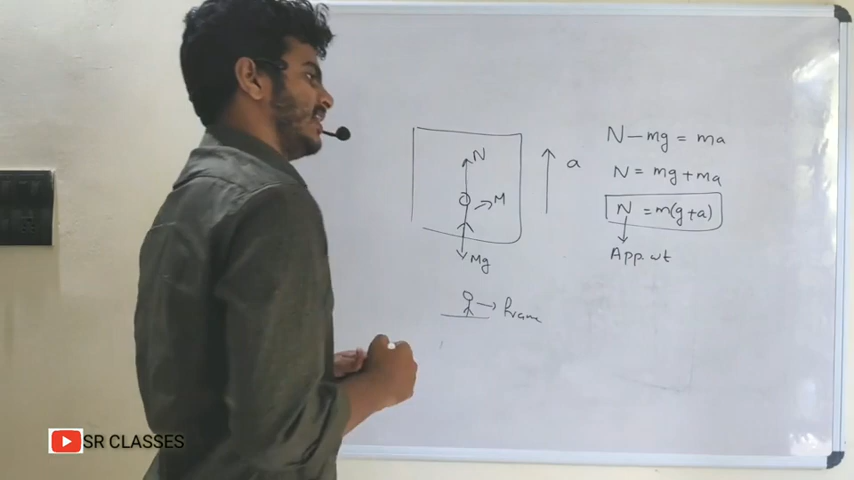 N
M
Mg
a
N - mg = ma
N = mg + ma
N = m(g+a)
App. wt
frame
SR CLASSES